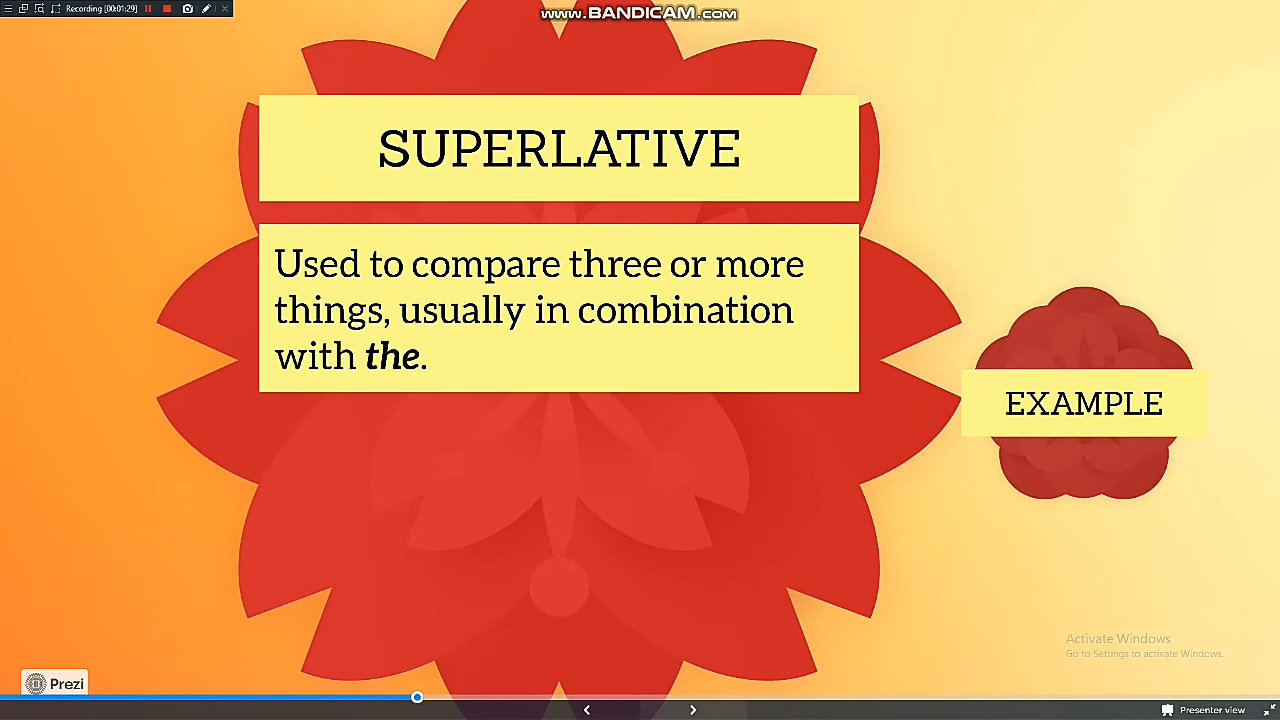 Recording [00:01:29]
www.BANDICAM.com
SUPERLATIVE
Used to compare three or more
things, usually in combination
with the.
EXAMPLE
Activate Windows
Go to Settings to activate Windows.
Prezi
Presenter view